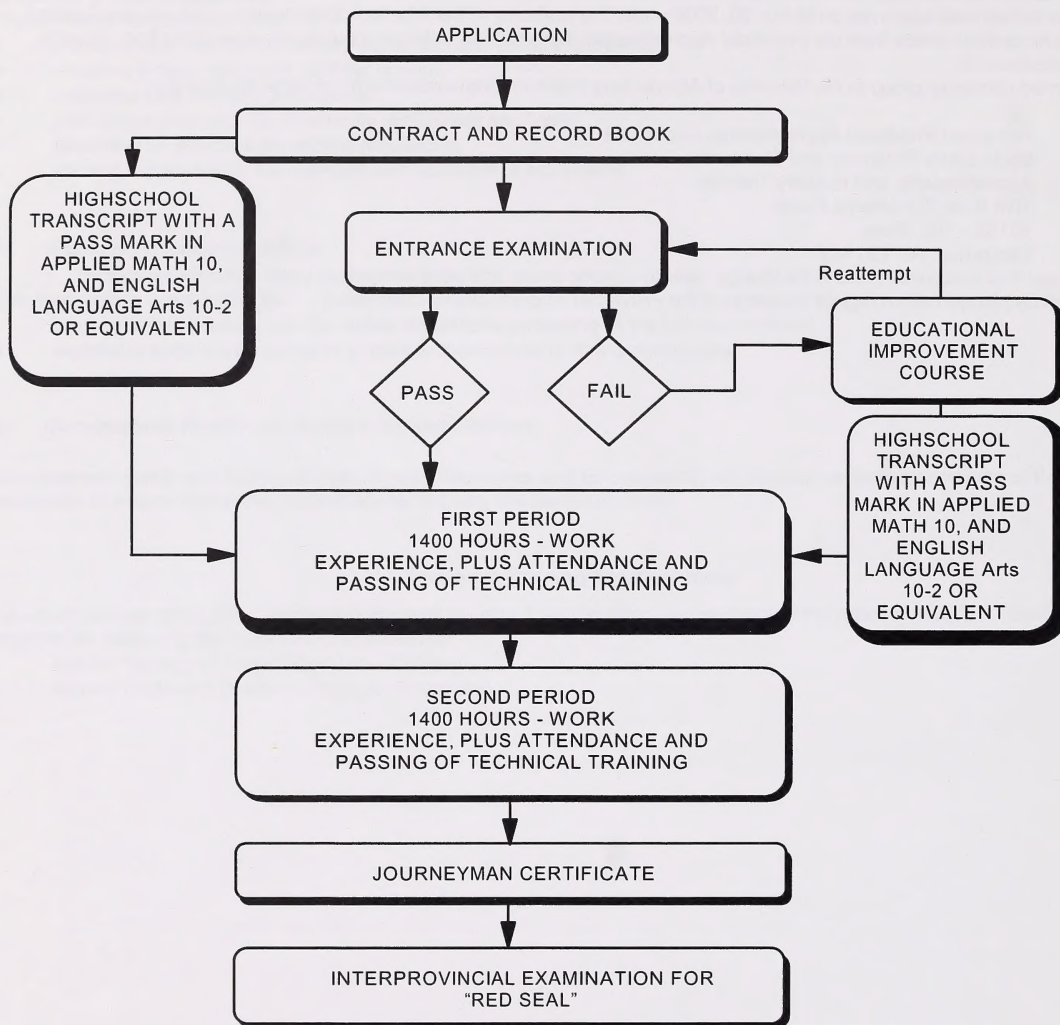 APPLICATION
CONTRACT AND RECORD BOOK
HIGHSCHOOL
TRANSCRIPT WITH A
PASS MARK IN
APPLIED MATH 10,
AND ENGLISH
LANGUAGE Arts 10-2
OR EQUIVALENT
ENTRANCE EXAMINATION
Reattempt
PASS
FAIL
EDUCATIONAL
IMPROVEMENT
COURSE
HIGHSCHOOL
TRANSCRIPT
WITH A PASS
MARK IN APPLIED
MATH 10, AND
ENGLISH
LANGUAGE Arts
10-2 OR
EQUIVALENT
FIRST PERIOD
1400 HOURS - WORK
EXPERIENCE, PLUS ATTENDANCE AND
PASSING OF TECHNICAL TRAINING
SECOND PERIOD
1400 HOURS - WORK
EXPERIENCE, PLUS ATTENDANCE AND
PASSING OF TECHNICAL TRAINING
JOURNEYMAN CERTIFICATE
INTERPROVINCIAL EXAMINATION FOR
“RED SEAL”